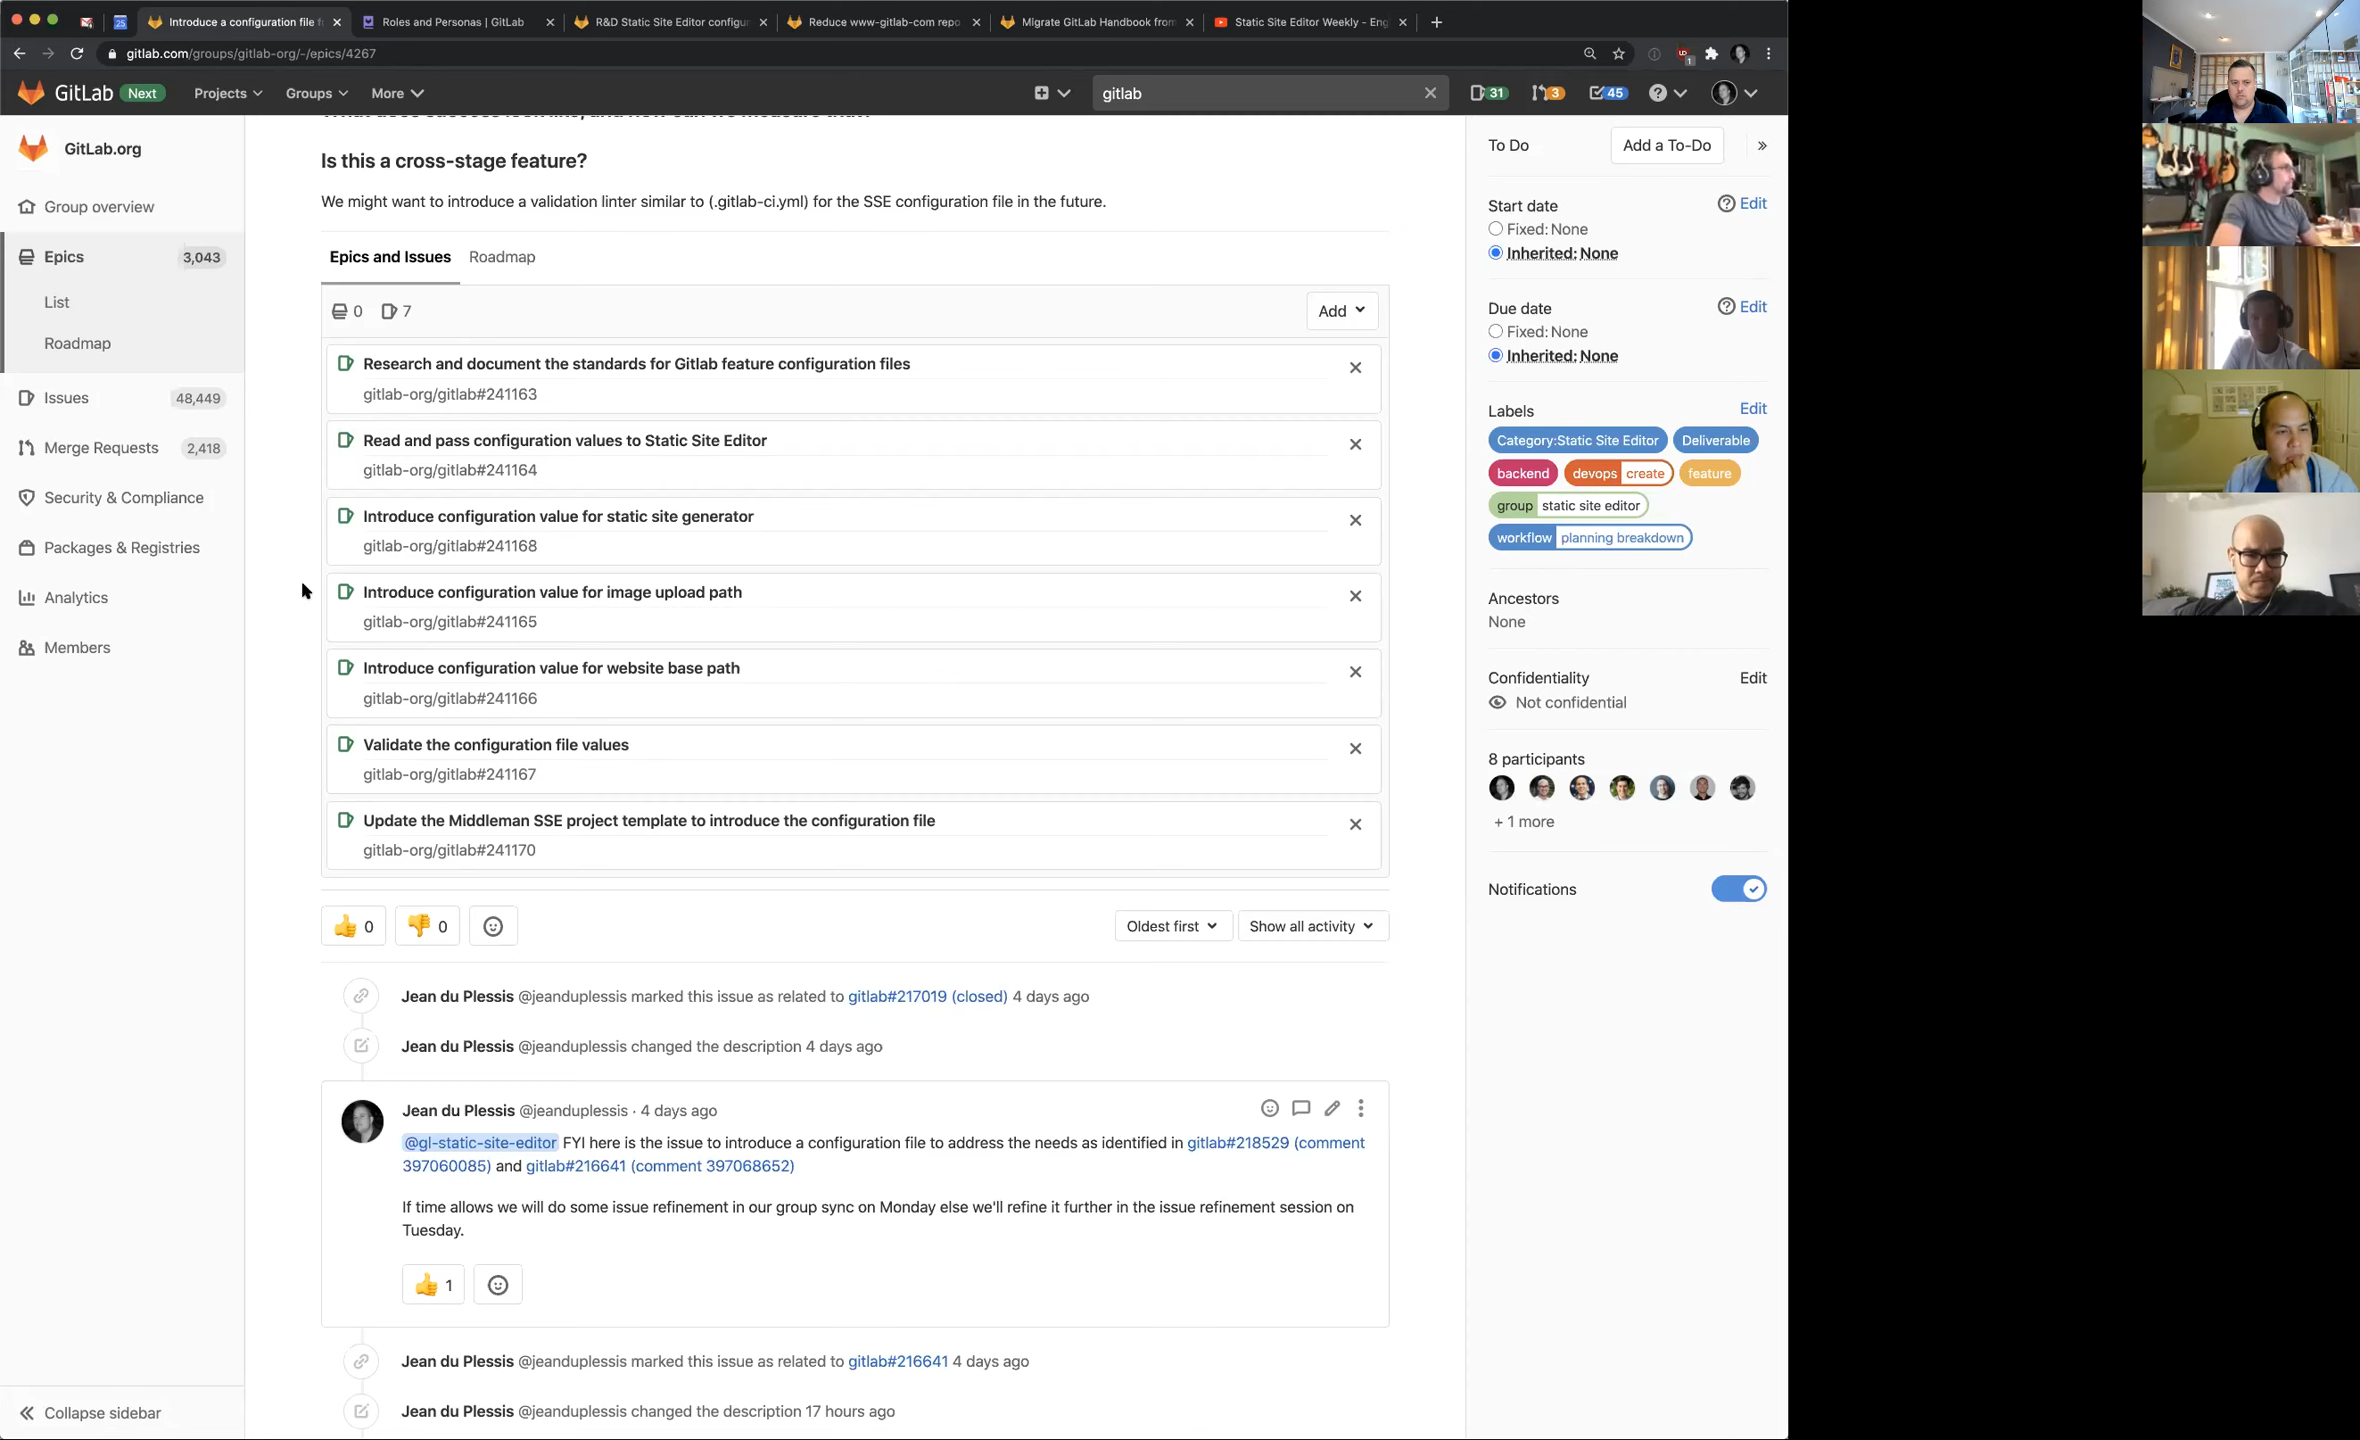 Introduce a configuration file f
Roles and Personas | GitLab
R&D Static Site Editor configur
Reduce www-gitlab-com repo
Migrate GitLab Handbook from
Static Site Editor Weekly - Eng
gitlab.com/groups/gitlab-org/-/epics/4267
GitLab Next
Projects
Groups
More
gitlab
31
3
45
GitLab.org
Group overview
Epics 3,043
List
Roadmap
Issues 48,449
Merge Requests 2,418
Security & Compliance
Packages & Registries
Analytics
Members
Collapse sidebar
Is this a cross-stage feature?
We might want to introduce a validation linter similar to (.gitlab-ci.yml) for the SSE configuration file in the future.
Epics and Issues Roadmap
0 7
Add
Research and document the standards for Gitlab feature configuration files
gitlab-org/gitlab#241163
Read and pass configuration values to Static Site Editor
gitlab-org/gitlab#241164
Introduce configuration value for static site generator
gitlab-org/gitlab#241168
Introduce configuration value for image upload path
gitlab-org/gitlab#241165
Introduce configuration value for website base path
gitlab-org/gitlab#241166
Validate the configuration file values
gitlab-org/gitlab#241167
Update the Middleman SSE project template to introduce the configuration file
gitlab-org/gitlab#241170
👍 0 👎 0
Oldest first
Show all activity
Jean du Plessis @jeanduplessis marked this issue as related to gitlab#217019 (closed) 4 days ago
Jean du Plessis @jeanduplessis changed the description 4 days ago
Jean du Plessis @jeanduplessis · 4 days ago
@gl-static-site-editor FYI here is the issue to introduce a configuration file to address the needs as identified in gitlab#218529 (comment
397060085) and gitlab#216641 (comment 397068652)
If time allows we will do some issue refinement in our group sync on Monday else we'll refine it further in the issue refinement session on
Tuesday.
👍 1
Jean du Plessis @jeanduplessis marked this issue as related to gitlab#216641 4 days ago
Jean du Plessis @jeanduplessis changed the description 17 hours ago
To Do
Add a To-Do
Start date Edit
Fixed: None
Inherited: None
Due date Edit
Fixed: None
Inherited: None
Labels Edit
Category:Static Site Editor Deliverable
backend devops create feature
group static site editor
workflow planning breakdown
Ancestors
None
Confidentiality Edit
Not confidential
8 participants
+ 1 more
Notifications